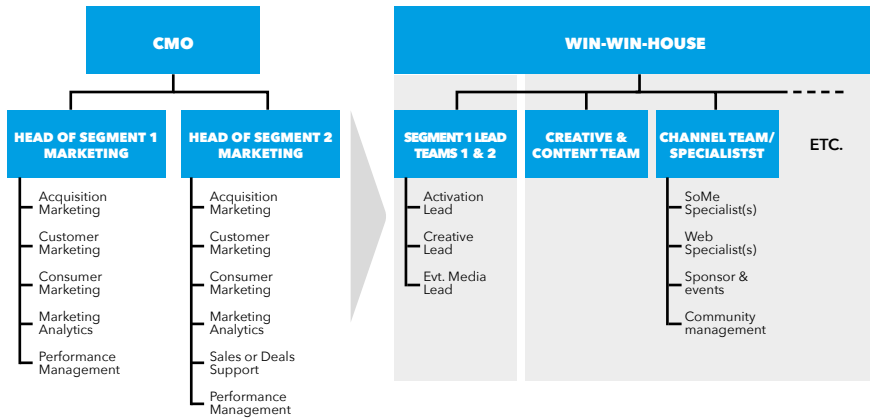 CMO
HEAD OF SEGMENT 1
MARKETING
Acquisition
Marketing
Customer
Marketing
Consumer
Marketing
Marketing
Analytics
Performance
Management
HEAD OF SEGMENT 2
MARKETING
Acquisition
Marketing
Customer
Marketing
Consumer
Marketing
Marketing
Analytics
Sales or Deals
Support
Performance
Management
WIN-WIN-HOUSE
SEGMENT 1 LEAD
TEAMS 1 & 2
Activation
Lead
Creative
Lead
Evt. Media
Lead
CREATIVE &
CONTENT TEAM
CHANNEL TEAM/
SPECIALISTST
SoMe
Specialist(s)
Web
Specialist(s)
Sponsor &
events
Community
management
ETC.